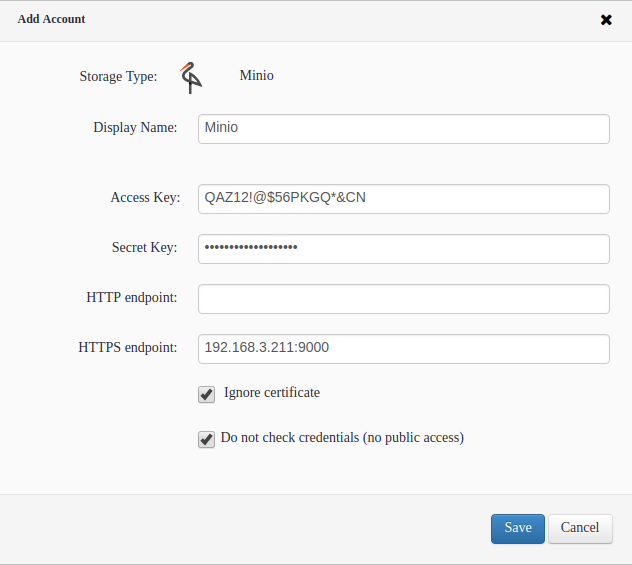 Add Account
Storage Type: Minio
Display Name: Minio
Access Key: QAZ12!@$56PKGQ*&CN
Secret Key: •••••••••••••••••••
HTTP endpoint:
HTTPS endpoint: 192.168.3.211:9000
Ignore certificate
Do not check credentials (no public access)
Save Cancel